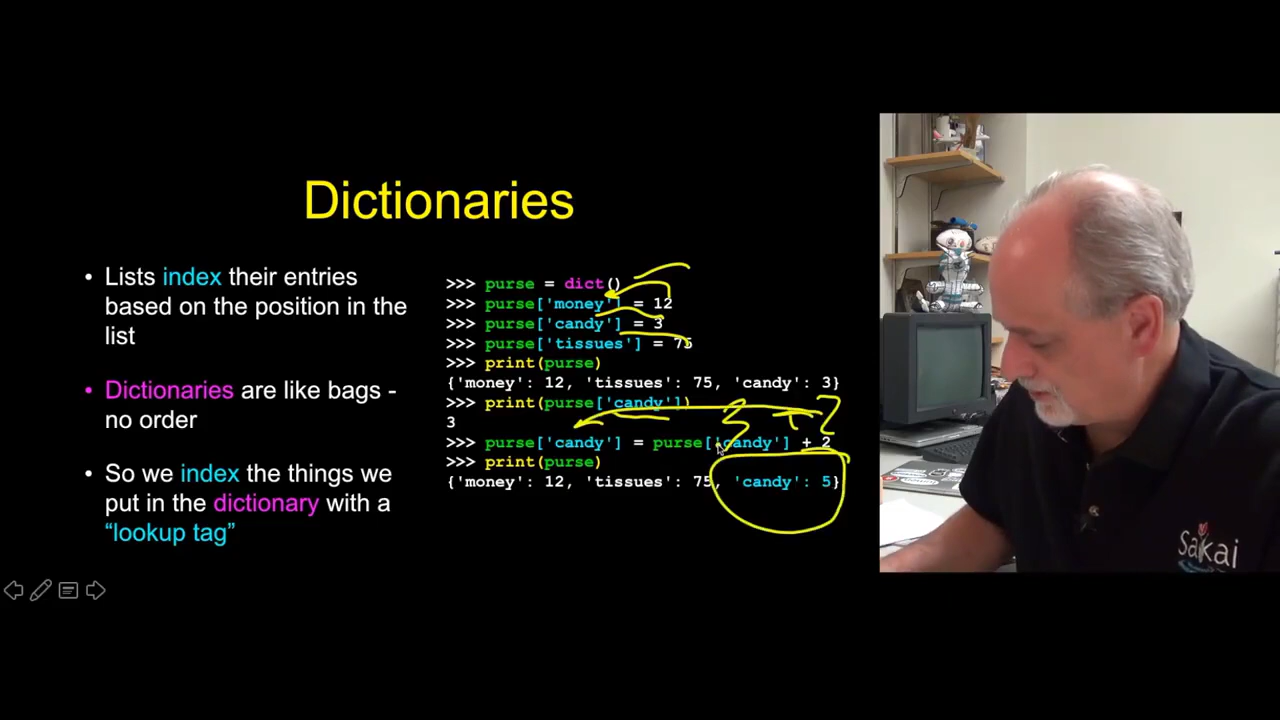 Dictionaries
• Lists index their entries
based on the position in the
list
• Dictionaries are like bags -
no order
• So we index the things we
put in the dictionary with a
“lookup tag”
>>> purse = dict()
>>> purse['money'] = 12
>>> purse['candy'] = 3
>>> purse['tissues'] = 75
>>> print(purse)
{'money': 12, 'tissues': 75, 'candy': 3}
>>> print(purse['candy'])
3
3 + 2
>>> purse['candy'] = purse['candy'] + 2
>>> print(purse)
{'money': 12, 'tissues': 75, 'candy': 5}
Sakai